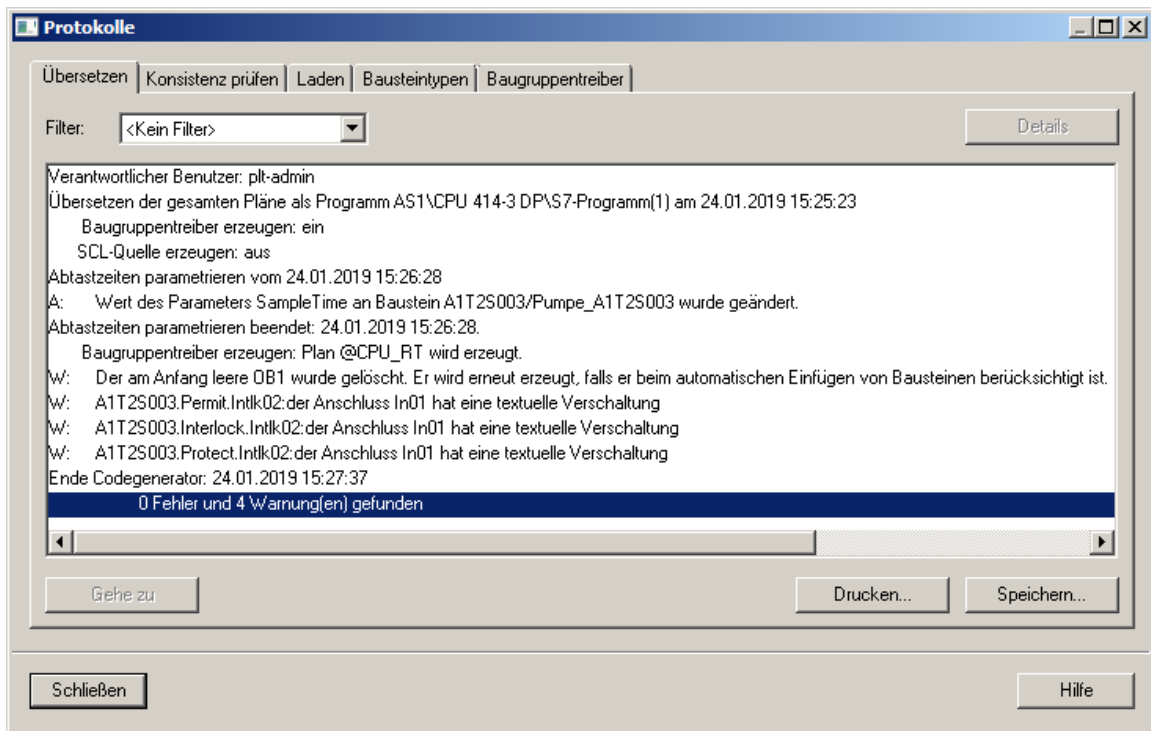 Protokolle
Übersetzen Konsistenz prüfen Laden Bausteintypen Baugruppentreiber
Filter: <Kein Filter> Details
Verantwortlicher Benutzer: plt-admin
Übersetzen der gesamten Pläne als Programm AS1\CPU 414-3 DP\S7-Programm(1) am 24.01.2019 15:25:23
Baugruppentreiber erzeugen: ein
SCL-Quelle erzeugen: aus
Abtastzeiten parametrieren vom 24.01.2019 15:26:28
A: Wert des Parameters SampleTime an Baustein A1T2S003/Pumpe_A1T2S003 wurde geändert.
Abtastzeiten parametrieren beendet: 24.01.2019 15:26:28.
Baugruppentreiber erzeugen: Plan @CPU_RT wird erzeugt.
W: Der am Anfang leere OB1 wurde gelöscht. Er wird erneut erzeugt, falls er beim automatischen Einfügen von Bausteinen berücksichtigt ist.
W: A1T2S003.Permit.Intlk02:der Anschluss In01 hat eine textuelle Verschaltung
W: A1T2S003.Interlock.Intlk02:der Anschluss In01 hat eine textuelle Verschaltung
W: A1T2S003.Protect.Intlk02:der Anschluss In01 hat eine textuelle Verschaltung
Ende Codegenerator: 24.01.2019 15:27:37
0 Fehler und 4 Warnung(en) gefunden
Gehe zu Drucken... Speichern...
Schließen Hilfe